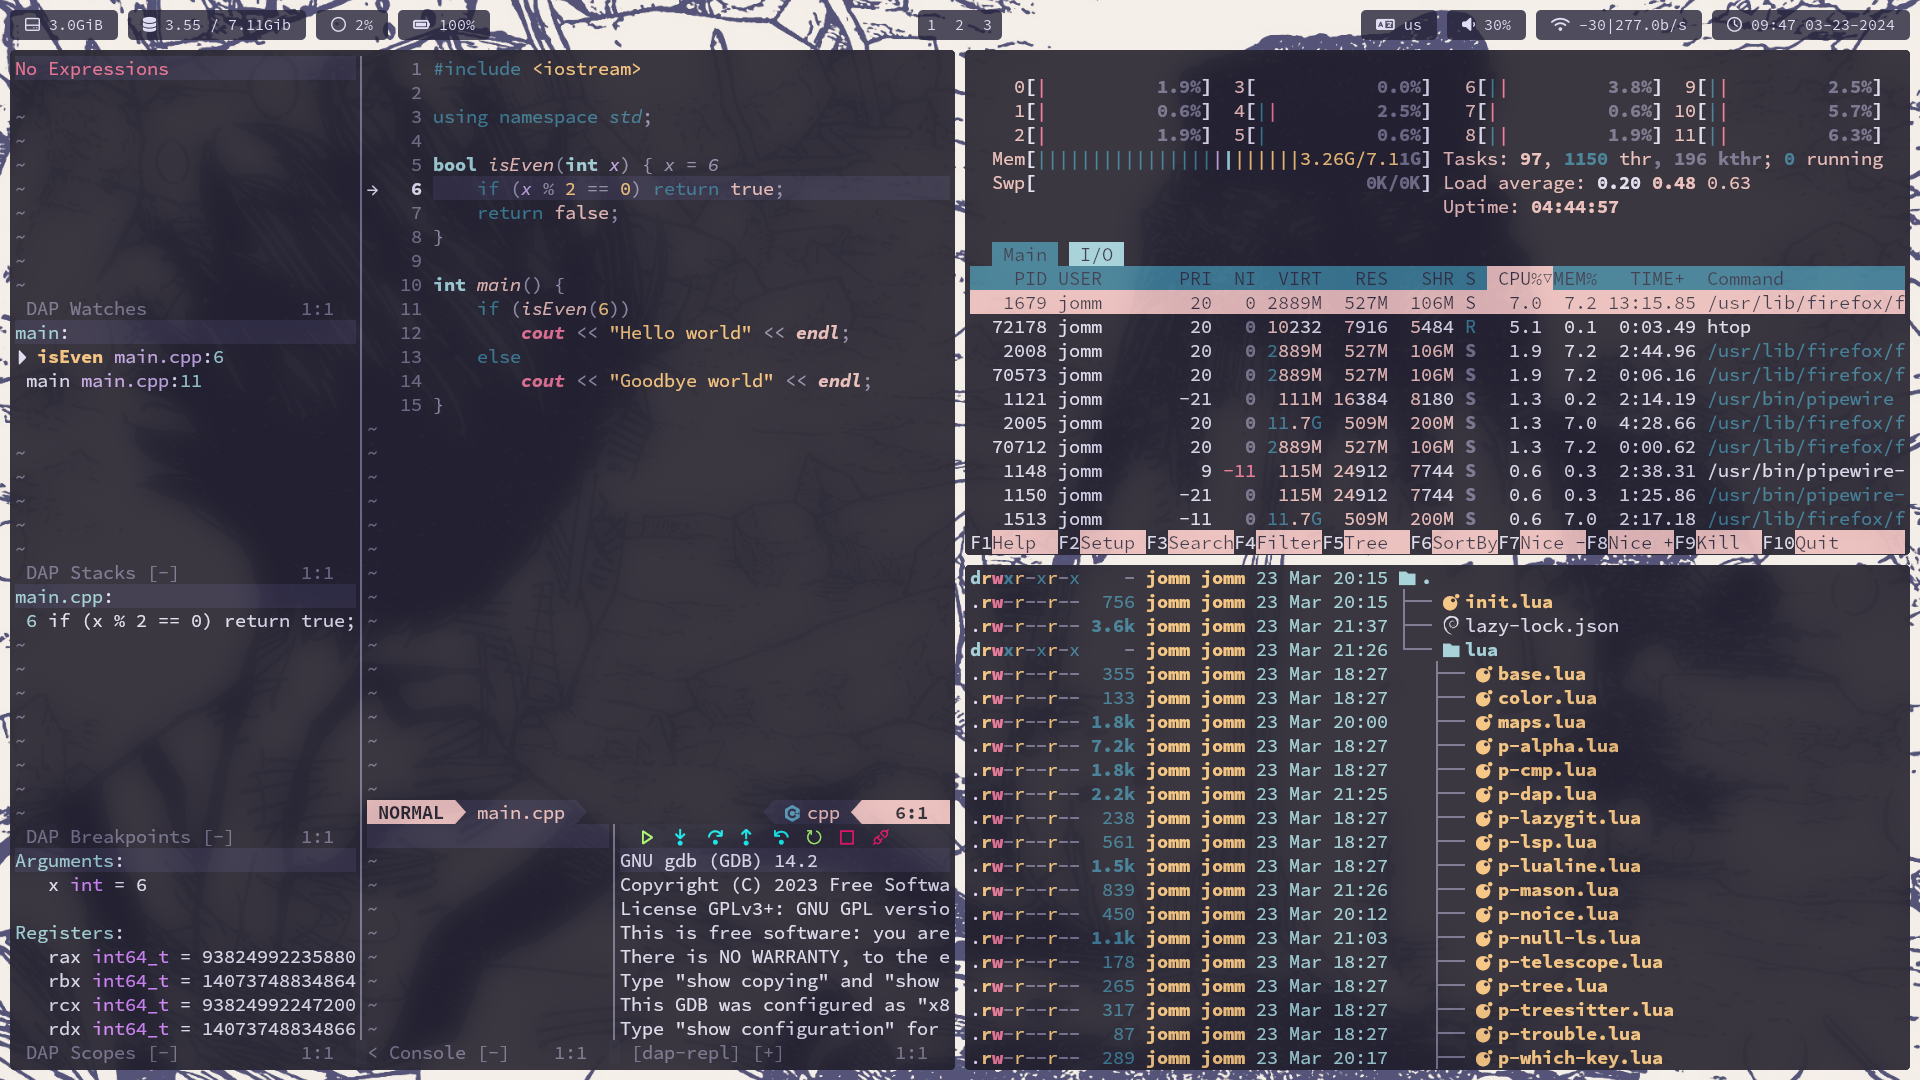 3.0GiB
3.55 / 7.11Gib
2%
100%
1 2 3
us
30%
-30|277.0b/s
09:47 03-23-2024
No Expressions
DAP Watches 1:1
main:
isEven main.cpp:6
main main.cpp:11
DAP Stacks [-] 1:1
main.cpp:
6 if (x % 2 == 0) return true;
DAP Breakpoints [-] 1:1
Arguments:
x int = 6
Registers:
rax int64_t = 93824992235880
rbx int64_t = 14073748834864
rcx int64_t = 93824992247200
rdx int64_t = 14073748834866
DAP Scopes [-] 1:1
1 #include <iostream>
2
3 using namespace std;
4
5 bool isEven(int x) { x = 6
→ 6 if (x % 2 == 0) return true;
7 return false;
8 }
9
10 int main() {
11 if (isEven(6))
12 cout << "Hello world" << endl;
13 else
14 cout << "Goodbye world" << endl;
15 }
NORMAL main.cpp cpp 6:1
< Console [-] 1:1
GNU gdb (GDB) 14.2
Copyright (C) 2023 Free Softwa
License GPLv3+: GNU GPL versio
This is free software: you are
There is NO WARRANTY, to the e
Type "show copying" and "show
This GDB was configured as "x8
Type "show configuration" for
[dap-repl] [+] 1:1
0[| 1.9%] 3[ 0.0%] 6[|| 3.8%] 9[|| 2.5%]
1[| 0.6%] 4[|| 2.5%] 7[| 0.6%] 10[|| 5.7%]
2[| 1.9%] 5[| 0.6%] 8[|| 1.9%] 11[|| 6.3%]
Mem[||||||||||||||||||||||||3.26G/7.11G] Tasks: 97, 1150 thr, 196 kthr; 0 running
Swp[ 0K/0K] Load average: 0.20 0.48 0.63
Uptime: 04:44:57
Main I/O
PID USER PRI NI VIRT RES SHR S CPU%▽MEM% TIME+ Command
1679 jomm 20 0 2889M 527M 106M S 7.0 7.2 13:15.85 /usr/lib/firefox/f
72178 jomm 20 0 10232 7916 5484 R 5.1 0.1 0:03.49 htop
2008 jomm 20 0 2889M 527M 106M S 1.9 7.2 2:44.96 /usr/lib/firefox/f
70573 jomm 20 0 2889M 527M 106M S 1.9 7.2 0:06.16 /usr/lib/firefox/f
1121 jomm -21 0 111M 16384 8180 S 1.3 0.2 2:14.19 /usr/bin/pipewire
2005 jomm 20 0 11.7G 509M 200M S 1.3 7.0 4:28.66 /usr/lib/firefox/f
70712 jomm 20 0 2889M 527M 106M S 1.3 7.2 0:00.62 /usr/lib/firefox/f
1148 jomm 9 -11 115M 24912 7744 S 0.6 0.3 2:38.31 /usr/bin/pipewire-
1150 jomm -21 0 115M 24912 7744 S 0.6 0.3 1:25.86 /usr/bin/pipewire-
1513 jomm -11 0 11.7G 509M 200M S 0.6 7.0 2:17.18 /usr/lib/firefox/f
F1Help F2Setup F3SearchF4FilterF5Tree F6SortByF7Nice -F8Nice +F9Kill F10Quit
drwxr-xr-x - jomm jomm 23 Mar 20:15 .
.rw-r--r-- 756 jomm jomm 23 Mar 20:15 init.lua
.rw-r--r-- 3.6k jomm jomm 23 Mar 21:37 lazy-lock.json
drwxr-xr-x - jomm jomm 23 Mar 21:26 lua
.rw-r--r-- 355 jomm jomm 23 Mar 18:27 base.lua
.rw-r--r-- 133 jomm jomm 23 Mar 18:27 color.lua
.rw-r--r-- 1.8k jomm jomm 23 Mar 20:00 maps.lua
.rw-r--r-- 7.2k jomm jomm 23 Mar 18:27 p-alpha.lua
.rw-r--r-- 1.8k jomm jomm 23 Mar 18:27 p-cmp.lua
.rw-r--r-- 2.2k jomm jomm 23 Mar 21:25 p-dap.lua
.rw-r--r-- 238 jomm jomm 23 Mar 18:27 p-lazygit.lua
.rw-r--r-- 561 jomm jomm 23 Mar 18:27 p-lsp.lua
.rw-r--r-- 1.5k jomm jomm 23 Mar 18:27 p-lualine.lua
.rw-r--r-- 839 jomm jomm 23 Mar 21:26 p-mason.lua
.rw-r--r-- 450 jomm jomm 23 Mar 20:12 p-noice.lua
.rw-r--r-- 1.1k jomm jomm 23 Mar 21:03 p-null-ls.lua
.rw-r--r-- 178 jomm jomm 23 Mar 18:27 p-telescope.lua
.rw-r--r-- 265 jomm jomm 23 Mar 18:27 p-tree.lua
.rw-r--r-- 317 jomm jomm 23 Mar 18:27 p-treesitter.lua
.rw-r--r-- 87 jomm jomm 23 Mar 18:27 p-trouble.lua
.rw-r--r-- 289 jomm jomm 23 Mar 20:17 p-which-key.lua